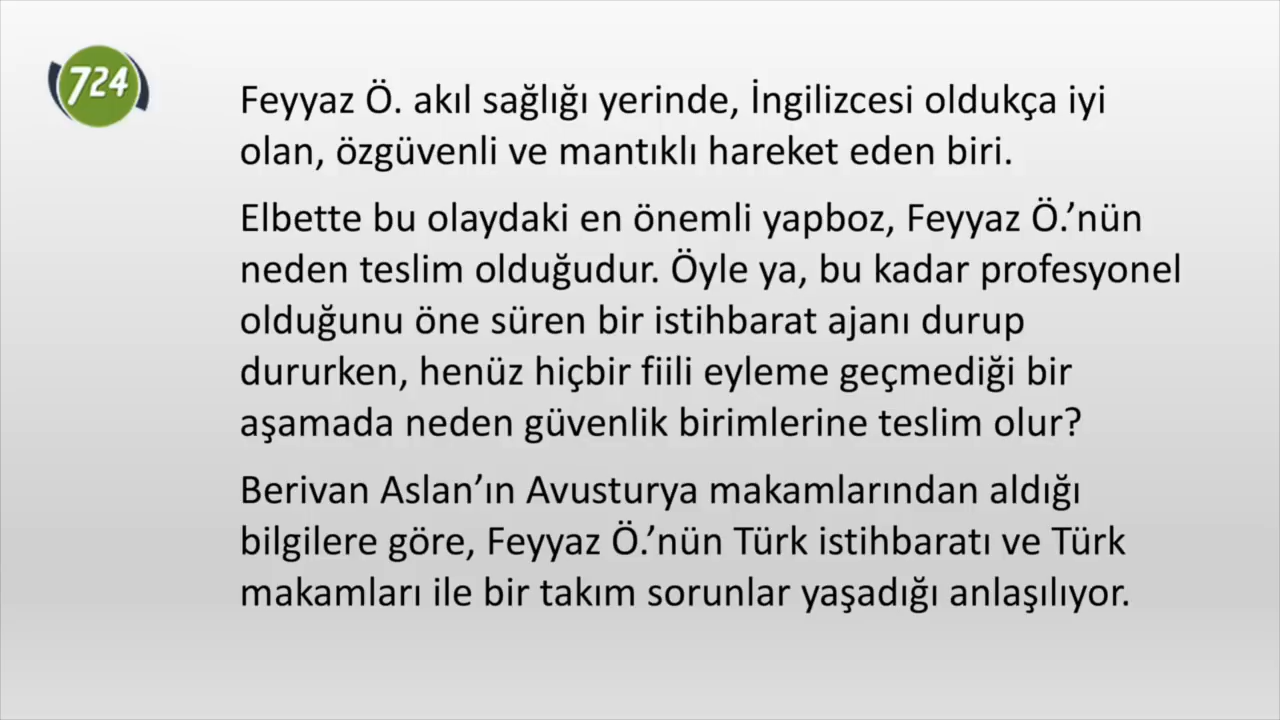 724
Feyyaz Ö. akıl sağlığı yerinde, İngilizcesi oldukça iyi
olan, özgüvenli ve mantıklı hareket eden biri.
Elbette bu olaydaki en önemli yapboz, Feyyaz Ö.’nün
neden teslim olduğudur. Öyle ya, bu kadar profesyonel
olduğunu öne süren bir istihbarat ajanı durup
dururken, henüz hiçbir fiili eyleme geçmediği bir
aşamada neden güvenlik birimlerine teslim olur?
Berivan Aslan’ın Avusturya makamlarından aldığı
bilgilere göre, Feyyaz Ö.’nün Türk istihbaratı ve Türk
makamları ile bir takım sorunlar yaşadığı anlaşılıyor.